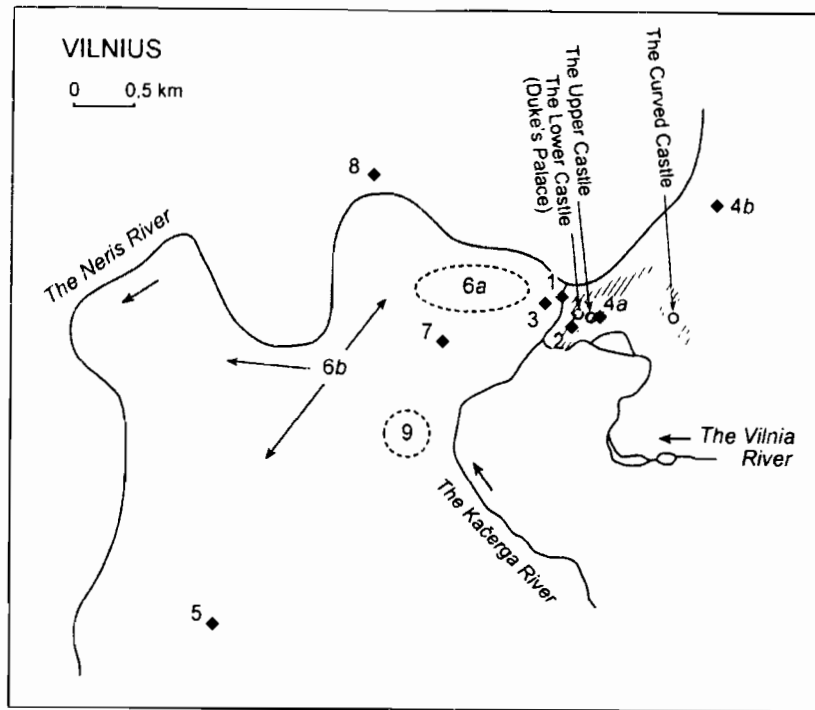 VILNIUS
0 0,5 km
The Upper Castle
The Lower Castle
(Duke's Palace)
The Curved Castle
8
4b
The Neris River
6a
1
4a
3
2
7
6b
9
The Vilnia
River
The Kačerga River
5